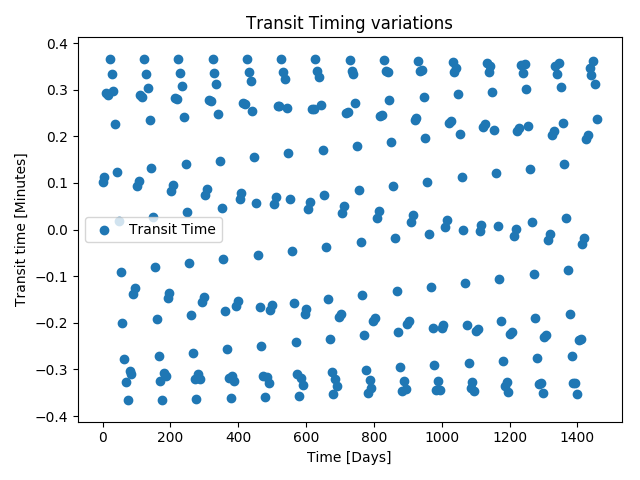 Transit Timing variations
Transit time [Minutes]
0.4
0.3
0.2
0.1
0.0
−0.1
−0.2
−0.3
−0.4
Transit Time
0 200 400 600 800 1000 1200 1400
Time [Days]